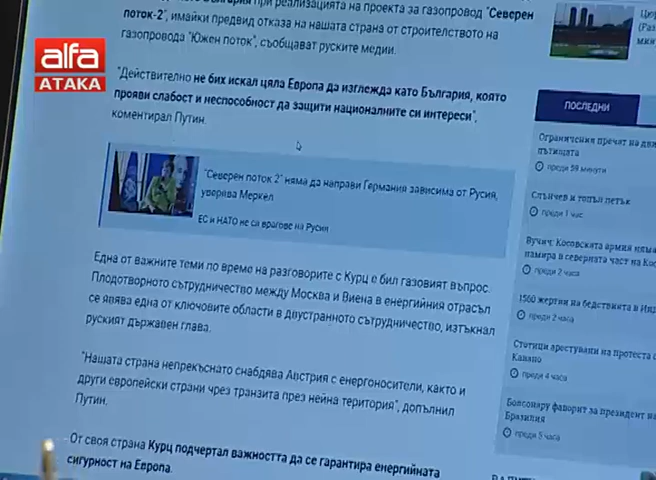 при реализацията на проекта за газопровод "Северен
поток-2", имайки предвид отказа на нашата страна от строителството на
газопровода "Южен поток", съобщават руските медии.
alfa
АТАКА
"Действително не бих искал цяла Европа да изглежда като България, която
прояви слабост и неспособност да защити националните си интереси",
коментирал Путин.
"Северен поток 2" няма да направи Германия зависима от Русия,
уверява Меркел
ЕС и НАТО не са врагове на Русия
Една от важните теми по време на разговорите с Курц е бил газовият въпрос.
Плодотворното сътрудничество между Москва и Виена в енергийния отрасъл
се явява една от ключовите области в двустранното сътрудничество, изтъкнал
руският държавен глава.
"Нашата страна непрекъснато снабдява Австрия с енергоносители, както и
други европейски страни чрез транзита през нейна територия", допълнил
Путин.
От своя страна Курц подчертал важността да се гарантира енергийната
сигурност на Европа.
ПОСЛЕДНИ
Ограничения пречат на
пътищата
преди 59 минути
Слънчев и топъл петък
преди 1 час
Вучич: Косовската армия няма
намира в северната част на
преди 2 часа
1560 жертви на бедствията в
преди 2 часа
Стотици арестувани на протеста
Кавано
преди 4 часа
Болсонару фаворит за президент на
Бразилия
преди 5 часа